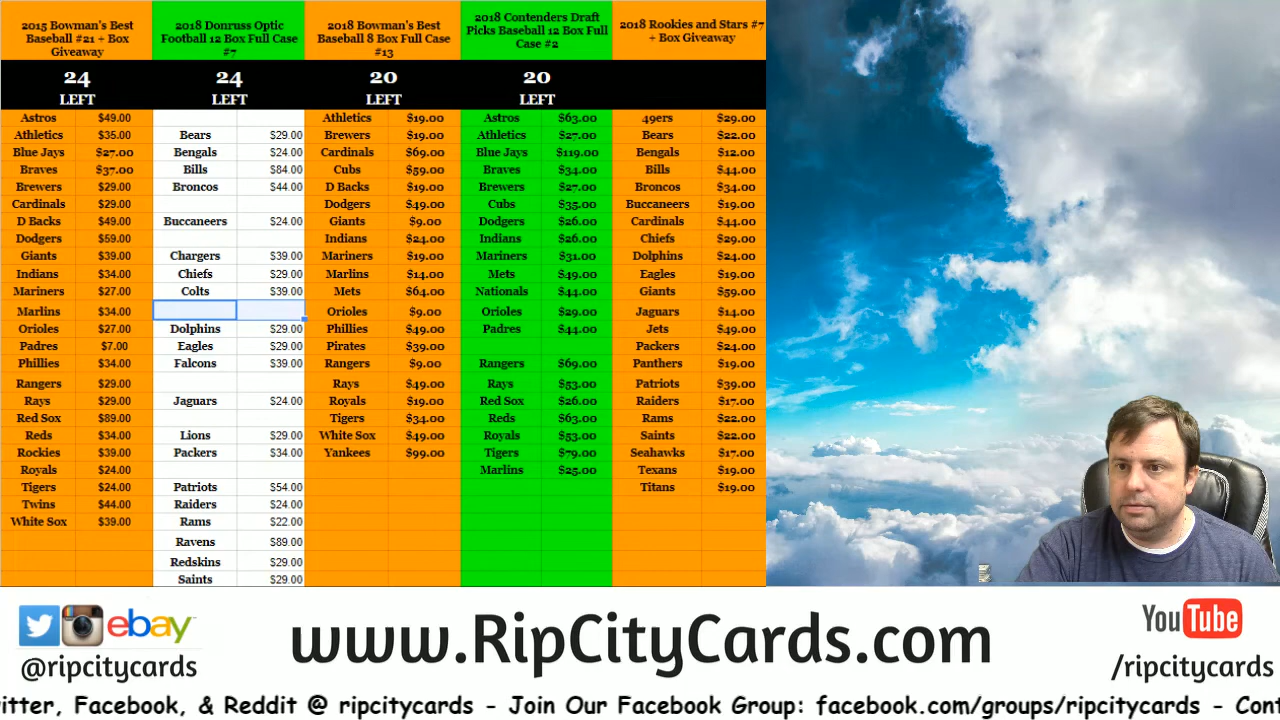 2015 Bowman's Best
Baseball #21 + Box
Giveaway
24
LEFT
Astros $49.00
Athletics $35.00
Blue Jays $27.00
Braves $37.00
Brewers $29.00
Cardinals $29.00
D Backs $49.00
Dodgers $59.00
Giants $39.00
Indians $34.00
Mariners $27.00
Marlins $34.00
Orioles $27.00
Padres $7.00
Phillies $34.00
Rangers $29.00
Rays $29.00
Red Sox $89.00
Reds $34.00
Rockies $39.00
Royals $24.00
Tigers $24.00
Twins $44.00
White Sox $39.00
2018 Donruss Optic
Football 12 Box Full Case
#7
24
LEFT
Bears $29.00
Bengals $24.00
Bills $84.00
Broncos $44.00
Buccaneers $24.00
Chargers $39.00
Chiefs $29.00
Colts $39.00
Dolphins $29.00
Eagles $29.00
Falcons $39.00
Jaguars $24.00
Lions $29.00
Packers $34.00
Patriots $54.00
Raiders $24.00
Rams $22.00
Ravens $89.00
Redskins $29.00
Saints $29.00
2018 Bowman's Best
Baseball 8 Box Full Case
#13
20
LEFT
Athletics $19.00
Brewers $19.00
Cardinals $69.00
Cubs $59.00
D Backs $19.00
Dodgers $49.00
Giants $9.00
Indians $24.00
Mariners $19.00
Marlins $14.00
Mets $64.00
Orioles $9.00
Phillies $49.00
Pirates $39.00
Rangers $9.00
Rays $49.00
Royals $19.00
Tigers $34.00
White Sox $49.00
Yankees $99.00
2018 Contenders Draft
Picks Baseball 12 Box Full
Case #2
20
LEFT
Astros $63.00
Athletics $27.00
Blue Jays $119.00
Braves $34.00
Brewers $27.00
Cubs $35.00
Dodgers $26.00
Indians $26.00
Mariners $31.00
Mets $49.00
Nationals $44.00
Orioles $29.00
Padres $44.00
Rangers $69.00
Rays $53.00
Red Sox $26.00
Reds $63.00
Royals $53.00
Tigers $79.00
Marlins $25.00
2018 Rookies and Stars #7
+ Box Giveaway
49ers $29.00
Bears $22.00
Bengals $12.00
Bills $44.00
Broncos $34.00
Buccaneers $19.00
Cardinals $44.00
Chiefs $29.00
Dolphins $24.00
Eagles $19.00
Giants $59.00
Jaguars $14.00
Jets $49.00
Packers $24.00
Panthers $19.00
Patriots $39.00
Raiders $17.00
Rams $22.00
Saints $22.00
Seahawks $17.00
Texans $19.00
Titans $19.00
ebay
@ripcitycards
www.RipCityCards.com
YouTube
/ripcitycards
itter, Facebook, & Reddit @ ripcitycards - Join Our Facebook Group: facebook.com/groups/ripcitycards - Cont